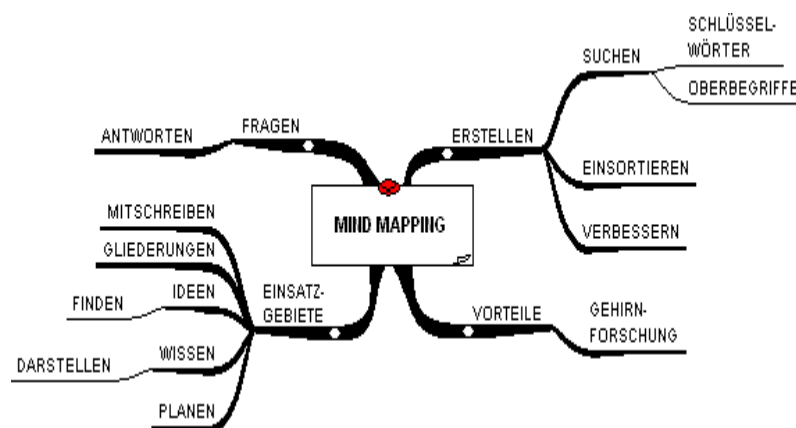 SCHLÜSSEL-
WÖRTER
SUCHEN
OBERBEGRIFFE
FRAGEN
ANTWORTEN
ERSTELLEN
EINSORTIEREN
MITSCHREIBEN
MIND MAPPING
VERBESSERN
GLIEDERUNGEN
IDEEN
FINDEN
EINSATZ-
GEBIETE
VORTEILE
GEHIRN-
FORSCHUNG
WISSEN
DARSTELLEN
PLANEN